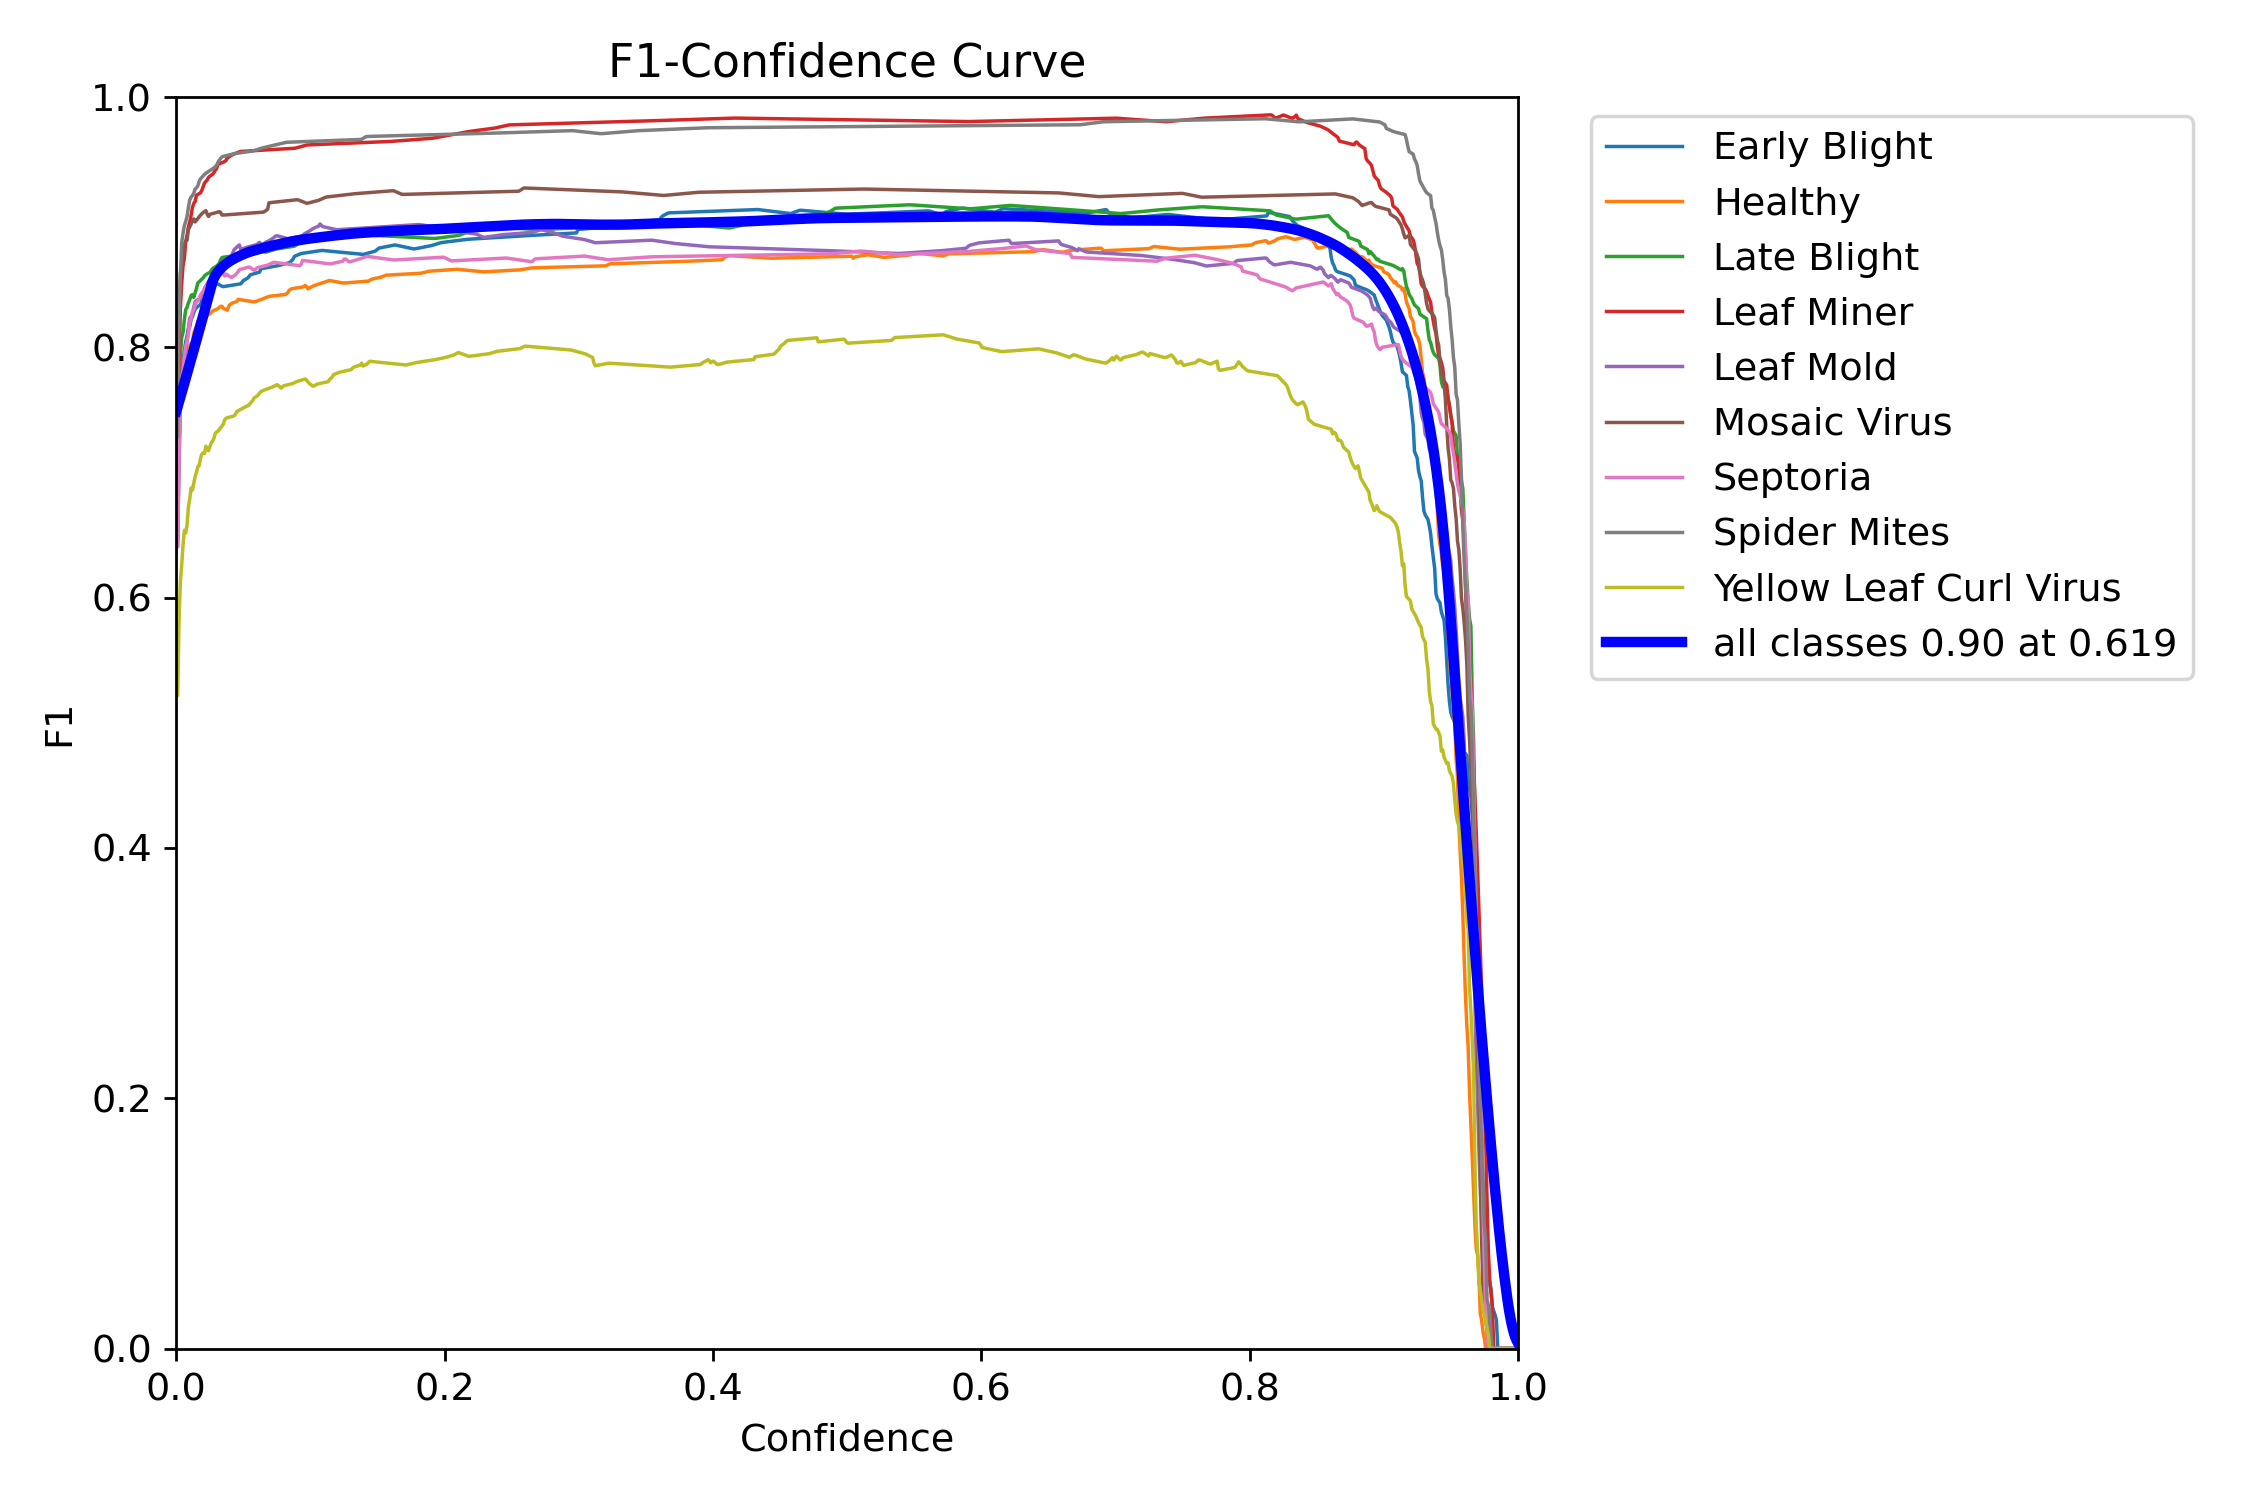 F1-Confidence Curve
1.0
0.8
0.6
0.4
0.2
0.0
F1
0.0 0.2 0.4 0.6 0.8 1.0
Confidence
Early Blight
Healthy
Late Blight
Leaf Miner
Leaf Mold
Mosaic Virus
Septoria
Spider Mites
Yellow Leaf Curl Virus
all classes 0.90 at 0.619